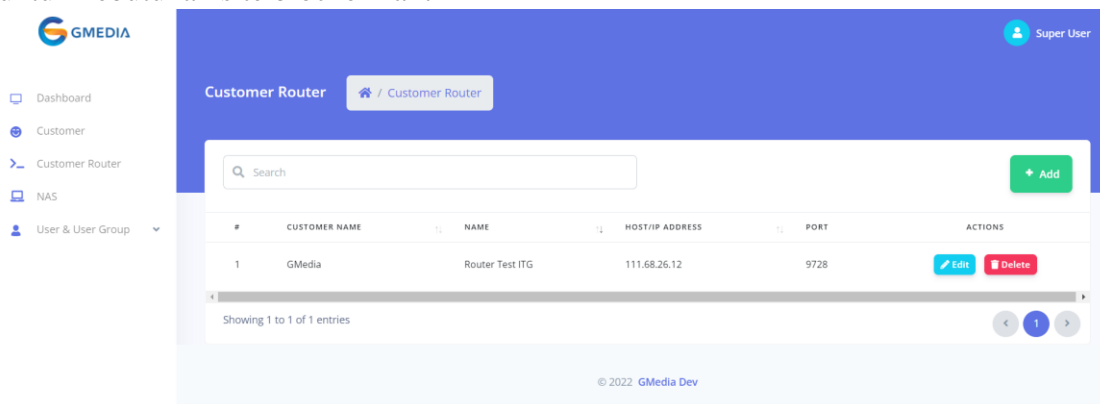 GMEDIA
Super User
Dashboard
Customer
Customer Router
NAS
User & User Group
Customer Router
/ Customer Router
Search
+ Add
# CUSTOMER NAME NAME HOST/IP ADDRESS PORT ACTIONS
1 GMedia Router Test ITG 111.68.26.12 9728 Edit Delete
Showing 1 to 1 of 1 entries
< 1 >
© 2022 GMedia Dev